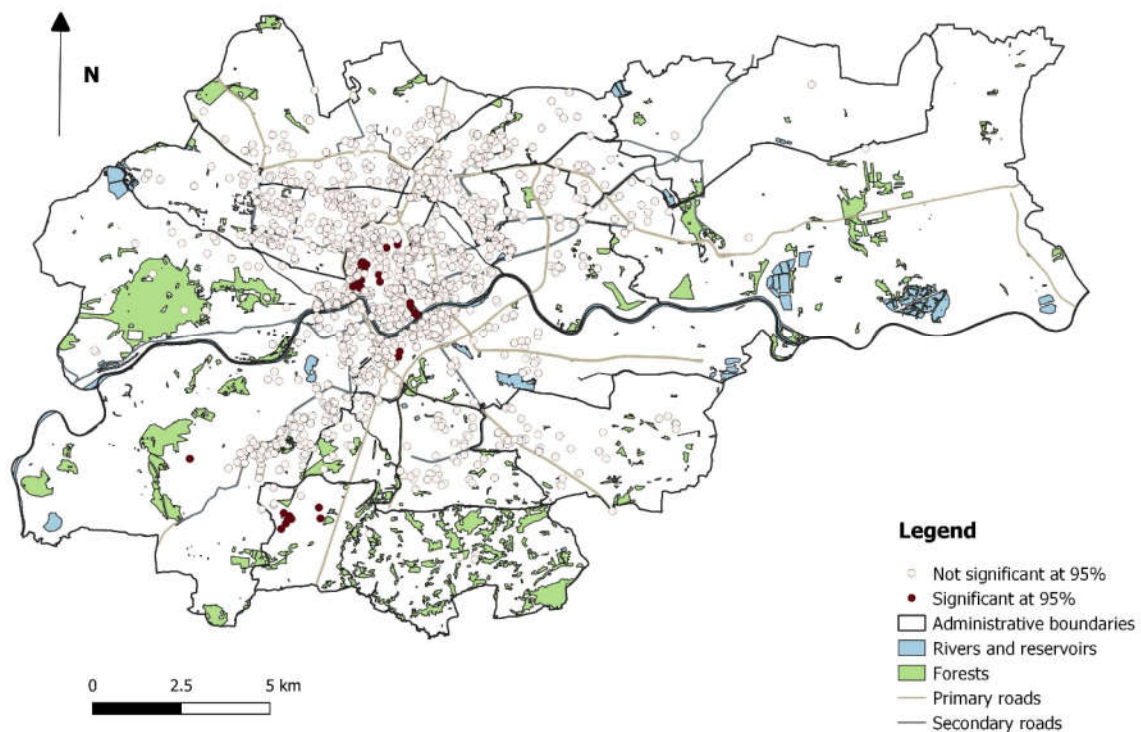 N
Legend
Not significant at 95%
Significant at 95%
Administrative boundaries
Rivers and reservoirs
Forests
Primary roads
Secondary roads
0 2.5 5 km